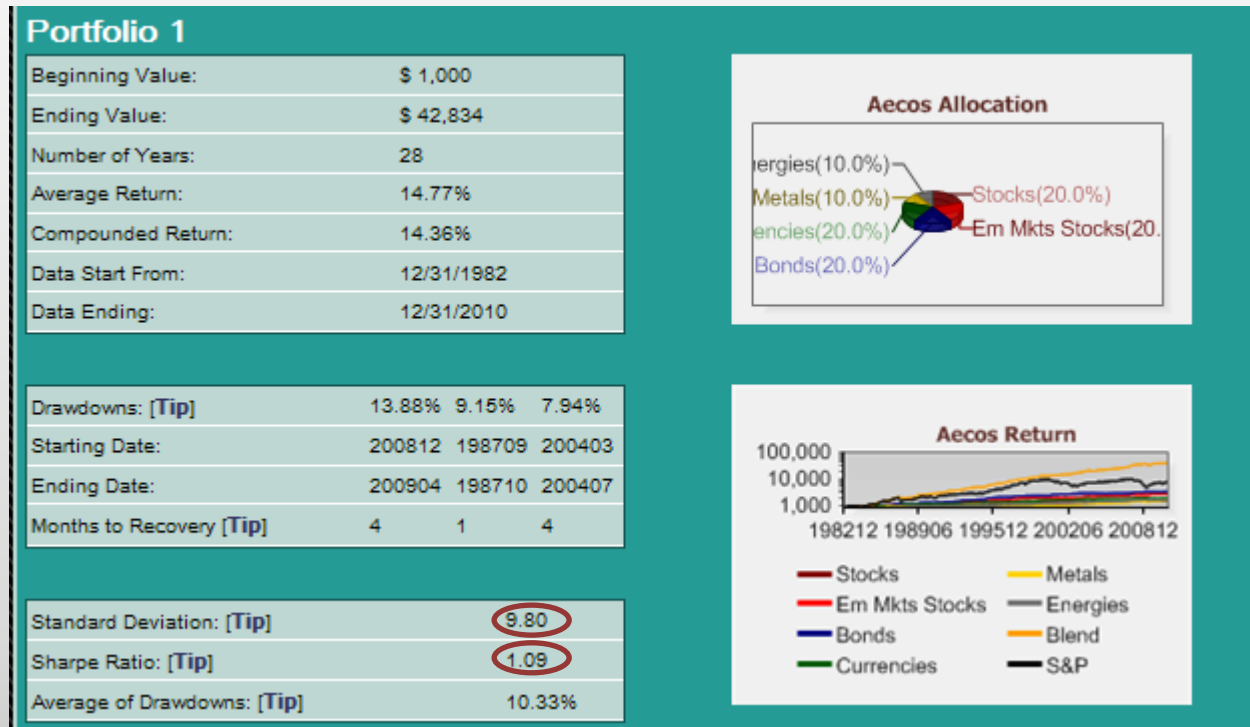 Portfolio 1
Beginning Value: $ 1,000
Ending Value: $ 42,834
Number of Years: 28
Average Return: 14.77%
Compounded Return: 14.36%
Data Start From: 12/31/1982
Data Ending: 12/31/2010
Aecos Allocation
ergies(10.0%)
Metals(10.0%)
encies(20.0%)
Bonds(20.0%)
Stocks(20.0%)
Em Mkts Stocks(20.
Drawdowns: [Tip] 13.88% 9.15% 7.94%
Starting Date: 200812 198709 200403
Ending Date: 200904 198710 200407
Months to Recovery [Tip] 4 1 4
Aecos Return
100,000
10,000
1,000
198212 198906 199512 200206 200812
Stocks Metals
Em Mkts Stocks Energies
Bonds Blend
Currencies S&P
Standard Deviation: [Tip] 9.80
Sharpe Ratio: [Tip] 1.09
Average of Drawdowns: [Tip] 10.33%